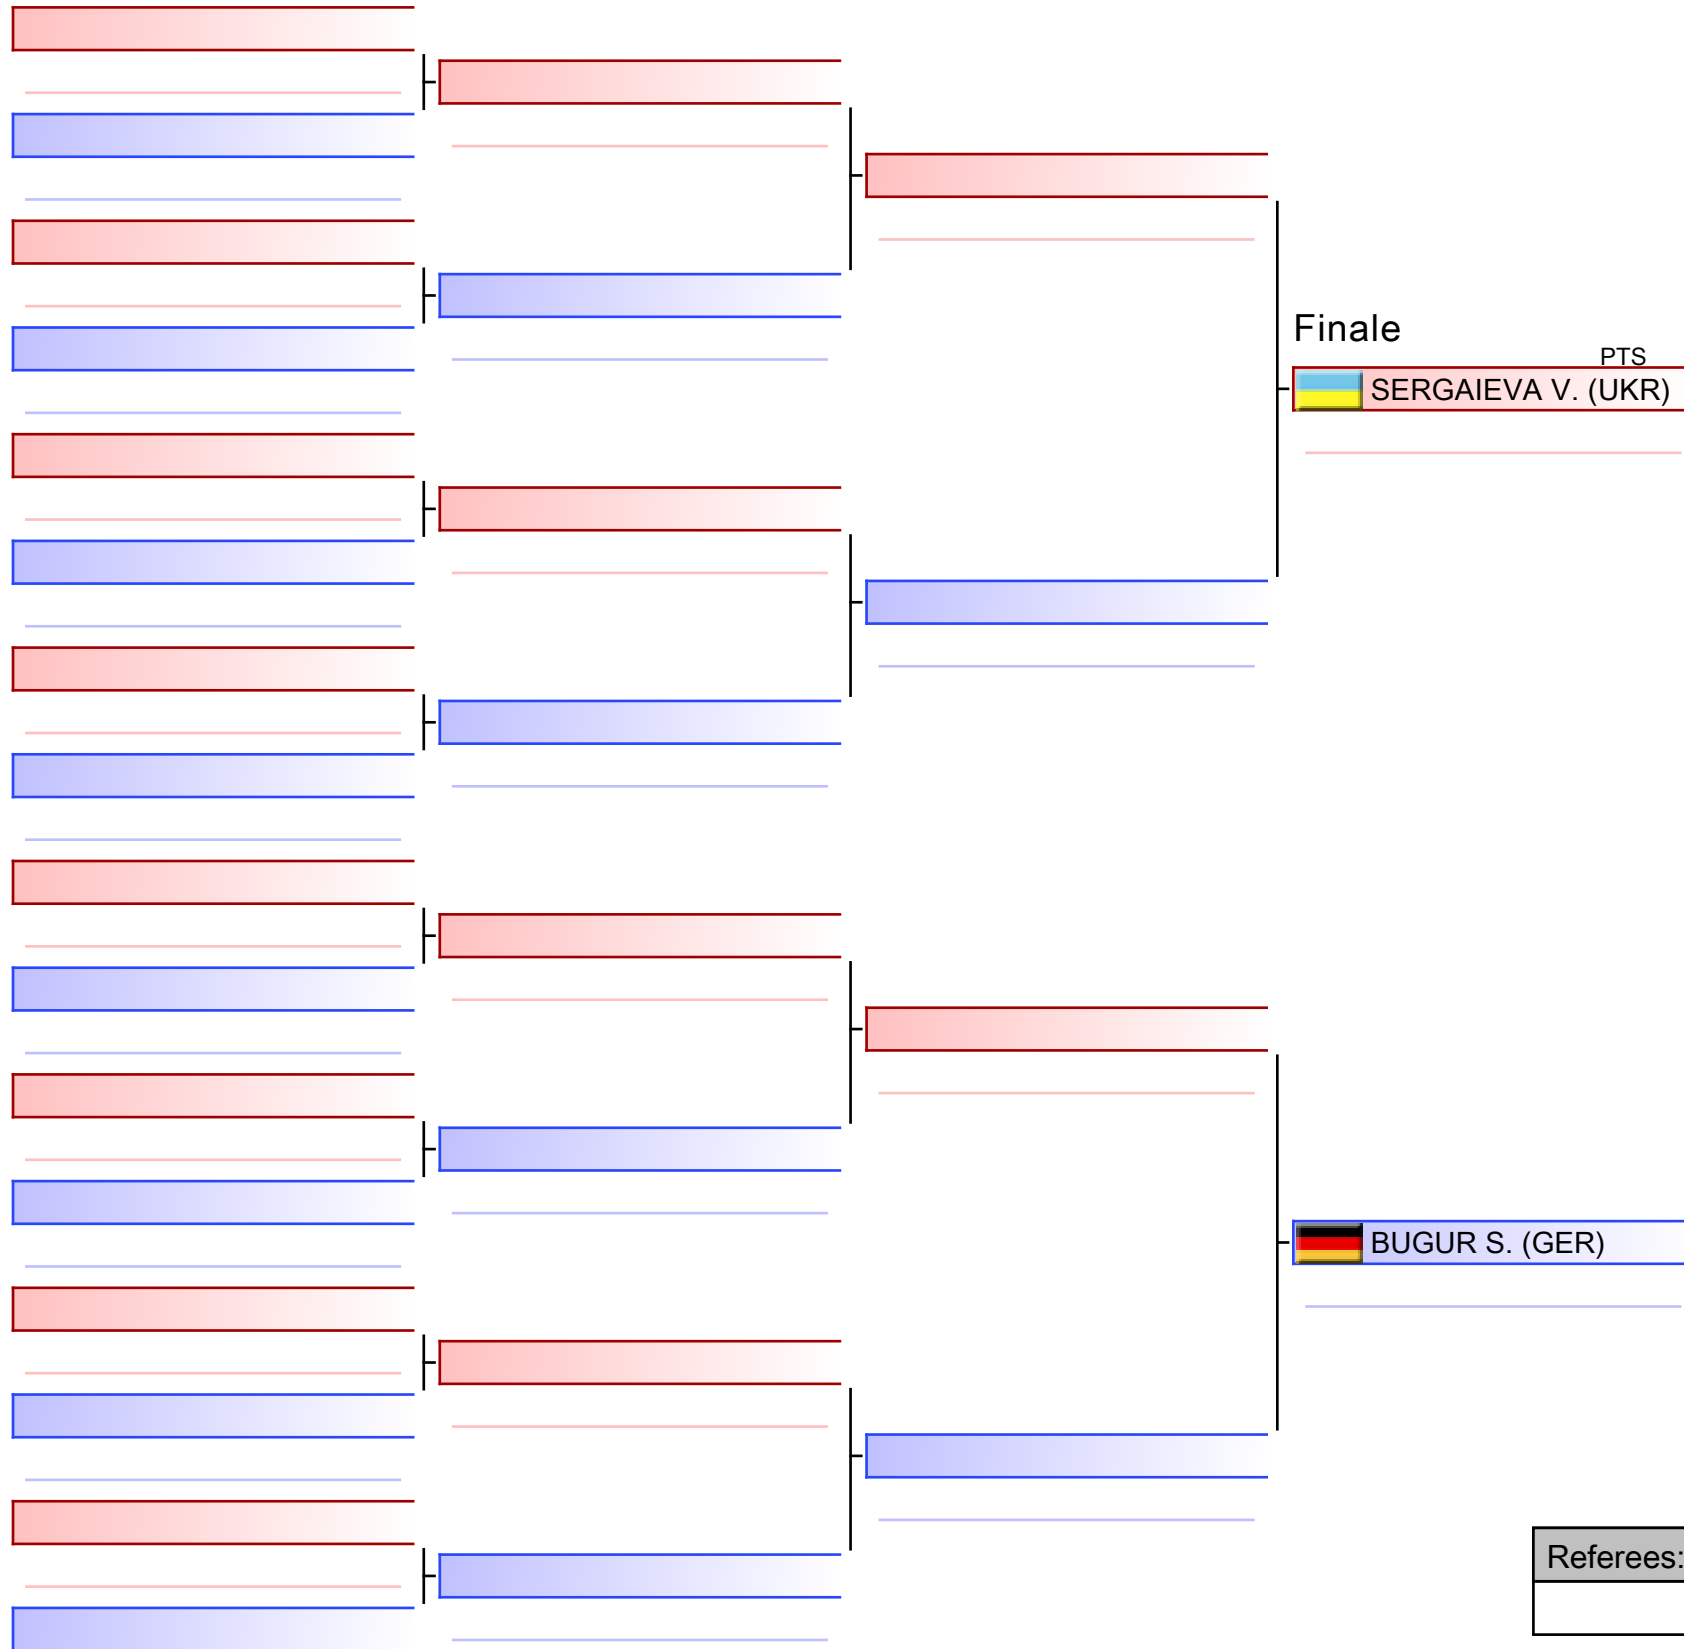 Finale
PTS
SERGAIEVA V. (UKR)
BUGUR S. (GER)
Referees: